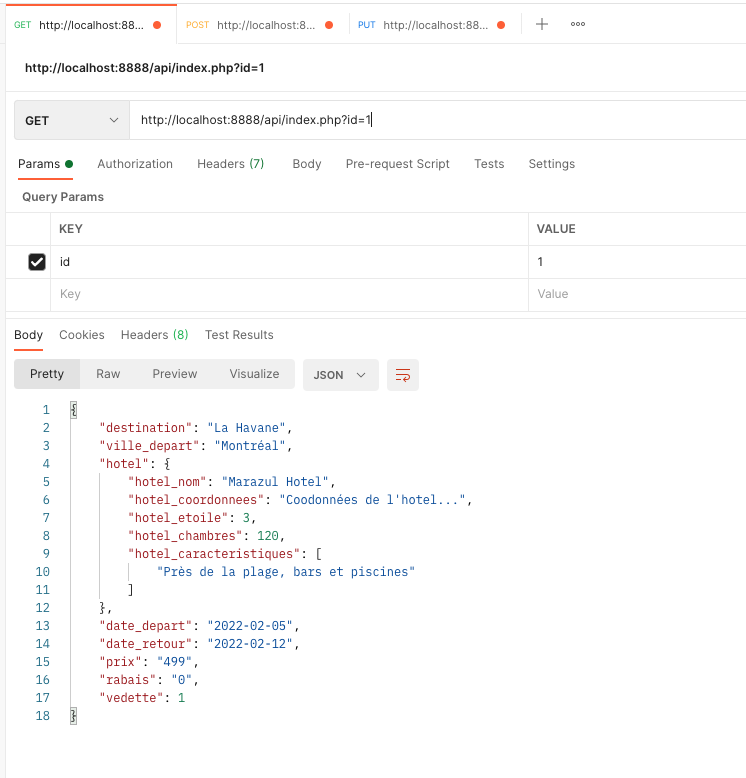 GET http://localhost:88... POST http://localhost:88... PUT http://localhost:88...
http://localhost:8888/api/index.php?id=1
GET http://localhost:8888/api/index.php?id=1
Params Authorization Headers (7) Body Pre-request Script Tests Settings
Query Params
KEY VALUE
id 1
Key Value
Body Cookies Headers (8) Test Results
Pretty Raw Preview Visualize JSON
1 {
2 "destination": "La Havane",
3 "ville_depart": "Montréal",
4 "hotel": {
5 "hotel_nom": "Marazul Hotel",
6 "hotel_coordonnees": "Coodonnées de l'hotel...",
7 "hotel_etoile": 3,
8 "hotel_chambres": 120,
9 "hotel_caracteristiques": [
10 "Près de la plage, bars et piscines"
11 ]
12 },
13 "date_depart": "2022-02-05",
14 "date_retour": "2022-02-12",
15 "prix": "499",
16 "rabais": "0",
17 "vedette": 1
18 }